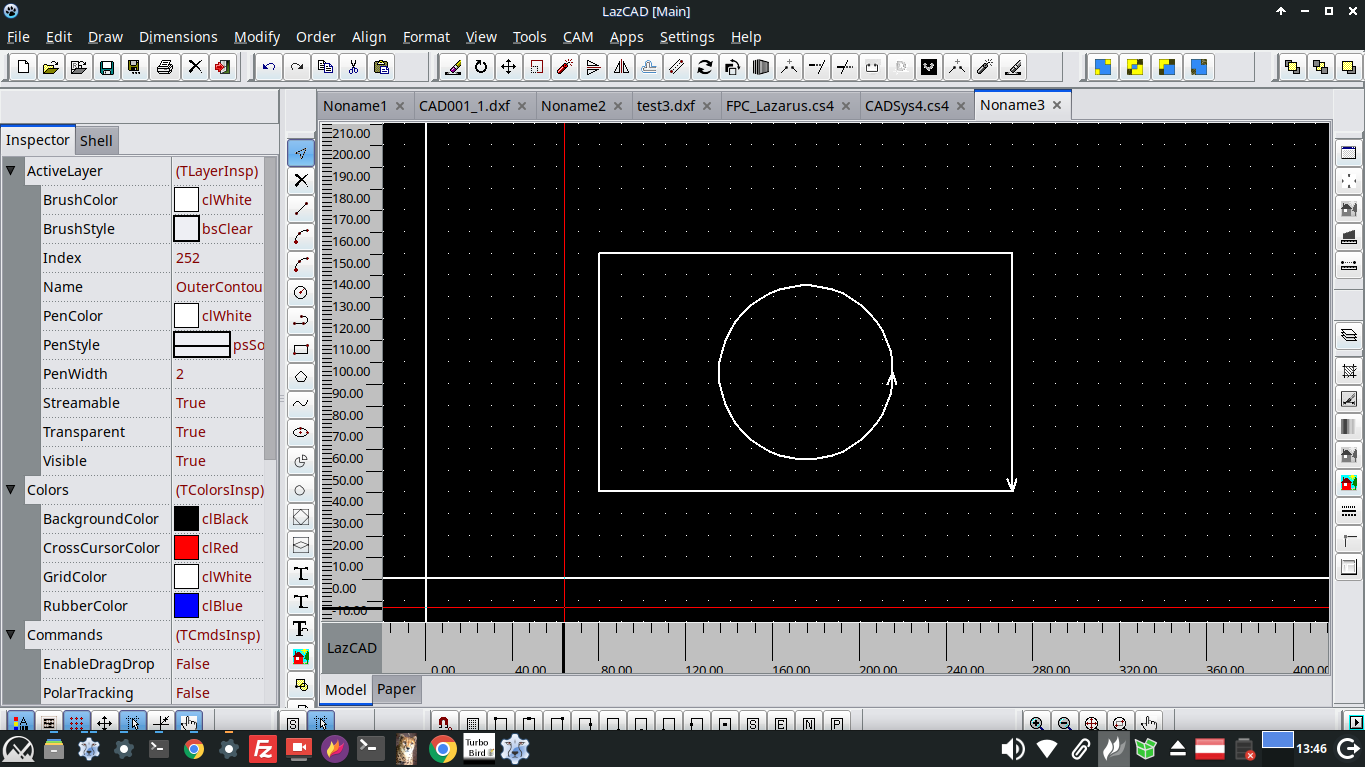 LazCAD [Main]
File Edit Draw Dimensions Modify Order Align Format View Tools CAM Apps Settings Help
Noname1 CAD001_1.dxf Noname2 test3.dxf FPC_Lazarus.cs4 CADSys4.cs4 Noname3
Inspector Shell
ActiveLayer (TLayerInsp)
BrushColor clWhite
BrushStyle bsClear
Index 252
Name OuterContou
PenColor clWhite
PenStyle psSo
PenWidth 2
Streamable True
Transparent True
Visible True
Colors (TColorsInsp)
BackgroundColor clBlack
CrossCursorColor clRed
GridColor clWhite
RubberColor clBlue
Commands (TCmdsInsp)
EnableDragDrop False
PolarTracking False
210.00
200.00
190.00
180.00
170.00
160.00
150.00
140.00
130.00
120.00
110.00
100.00
90.00
80.00
70.00
60.00
50.00
40.00
30.00
20.00
10.00
0.00
-10.00
LazCAD
0.00 40.00 80.00 120.00 160.00 200.00 240.00 280.00 320.00 360.00 400.00
Model Paper
S S E N P
FZ
Turbo
Bird
13:46